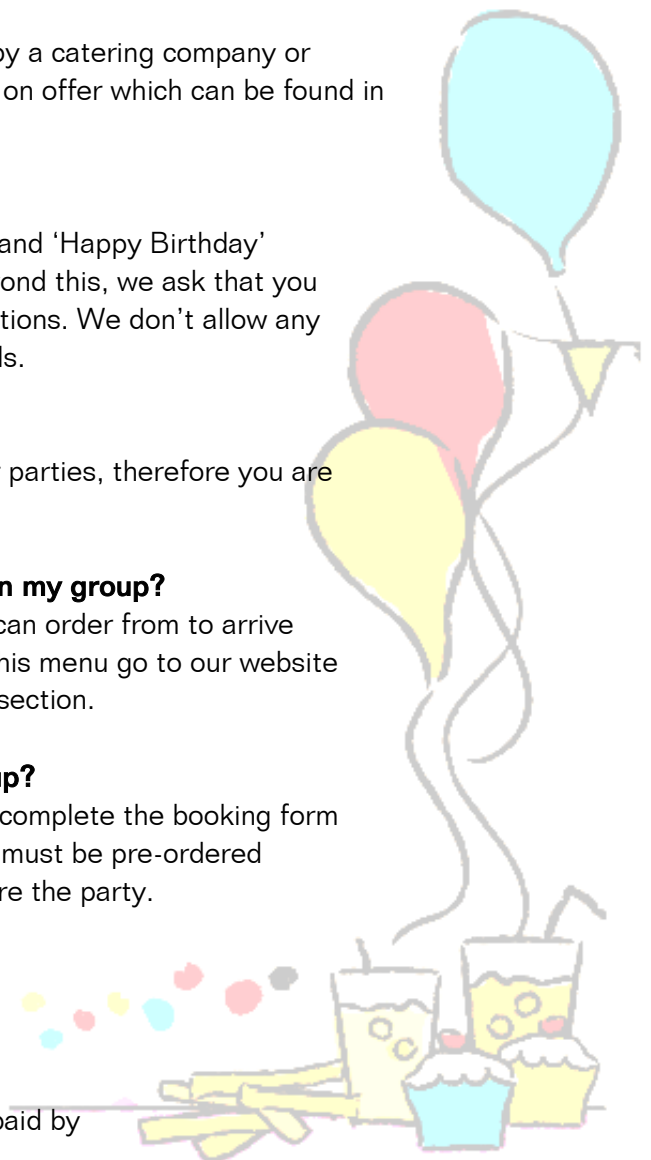 by a catering company or
on offer which can be found in
and ‘Happy Birthday’
ond this, we ask that you
tions. We don’t allow any
ls.
parties, therefore you are
n my group?
can order from to arrive
his menu go to our website
section.
up?
complete the booking form
must be pre-ordered
re the party.
paid by